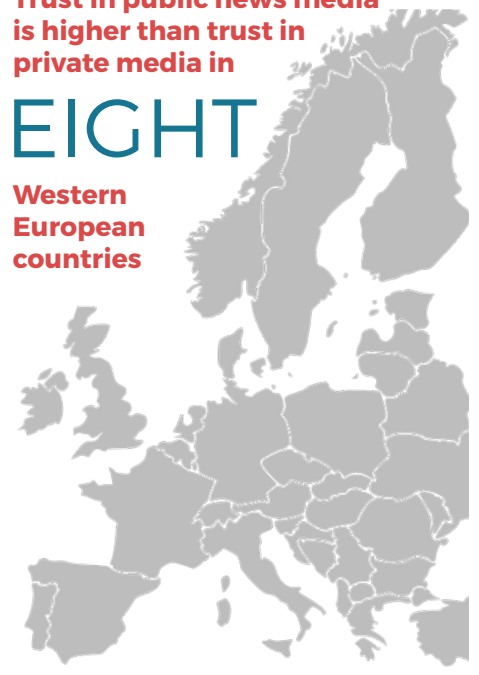 Trust in public news media
is higher than trust in
private media in
EIGHT
Western
European
countries